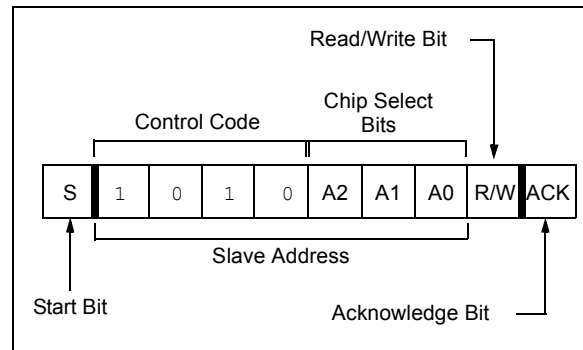 Read/Write Bit
Chip Select
Control Code Bits
S 1 0 1 0 A2 A1 A0 R/W ACK
Slave Address
Start Bit
Acknowledge Bit